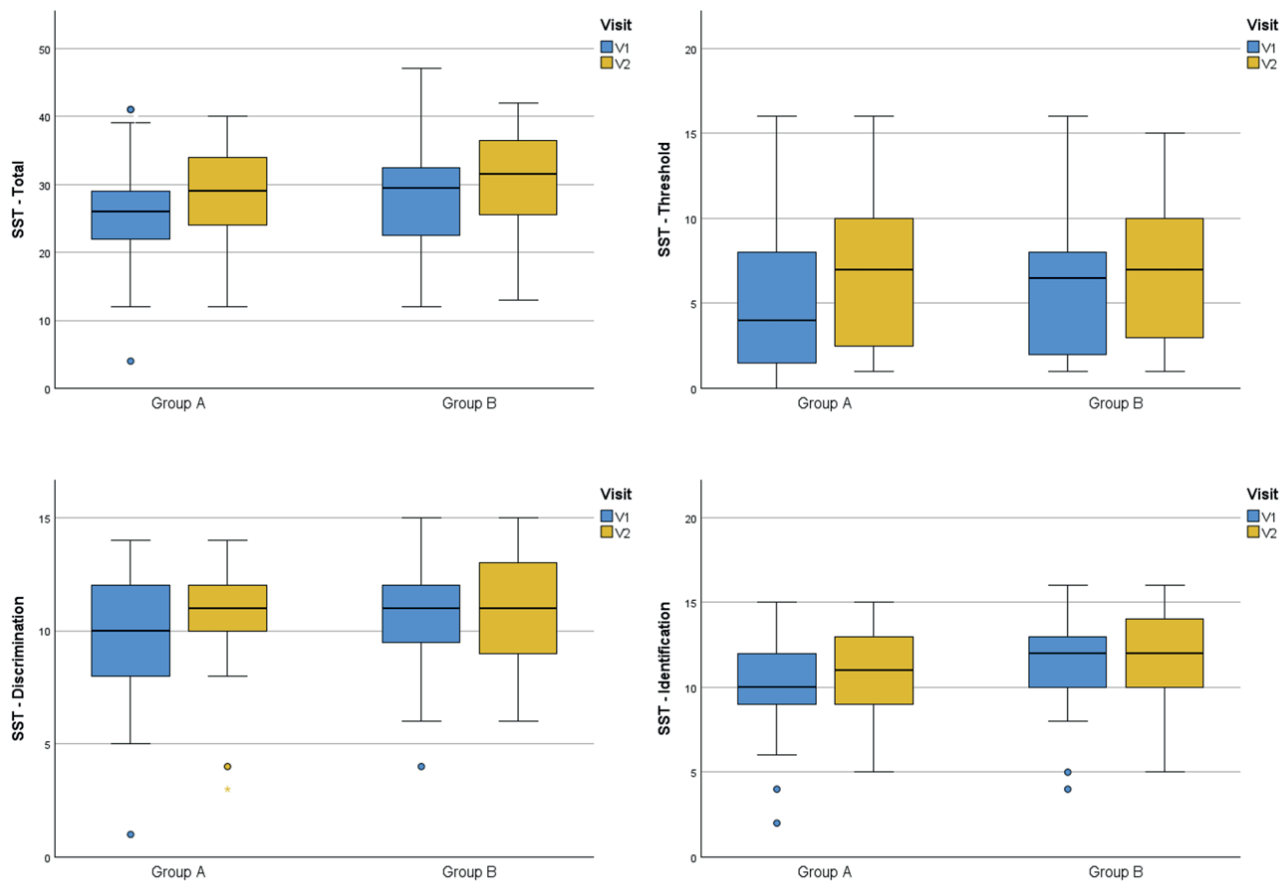 Visit
V1
V2
SST - Total
50
40
30
20
10
0
Group A
Group B
Visit
V1
V2
SST - Threshold
20
15
10
5
0
Group A
Group B
Visit
V1
V2
SST - Discrimination
15
10
5
0
Group A
Group B
Visit
V1
V2
SST - Identification
20
15
10
5
0
Group A
Group B